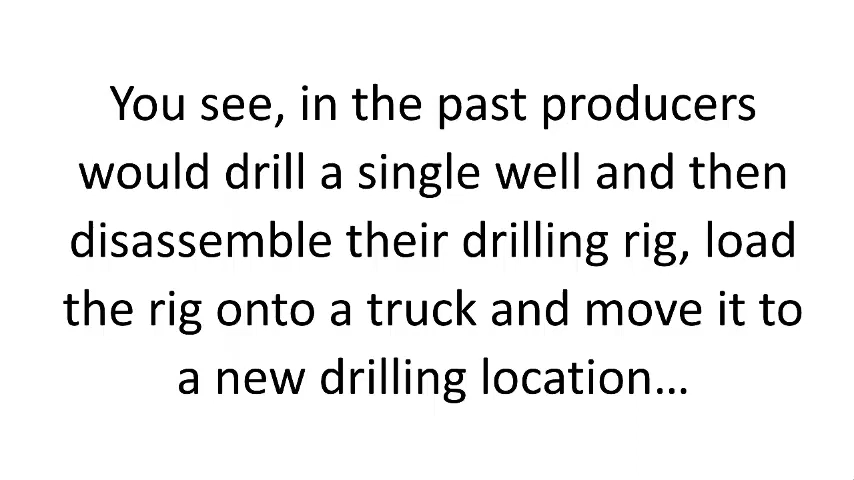 You see, in the past producers
would drill a single well and then
disassemble their drilling rig, load
the rig onto a truck and move it to
a new drilling location…